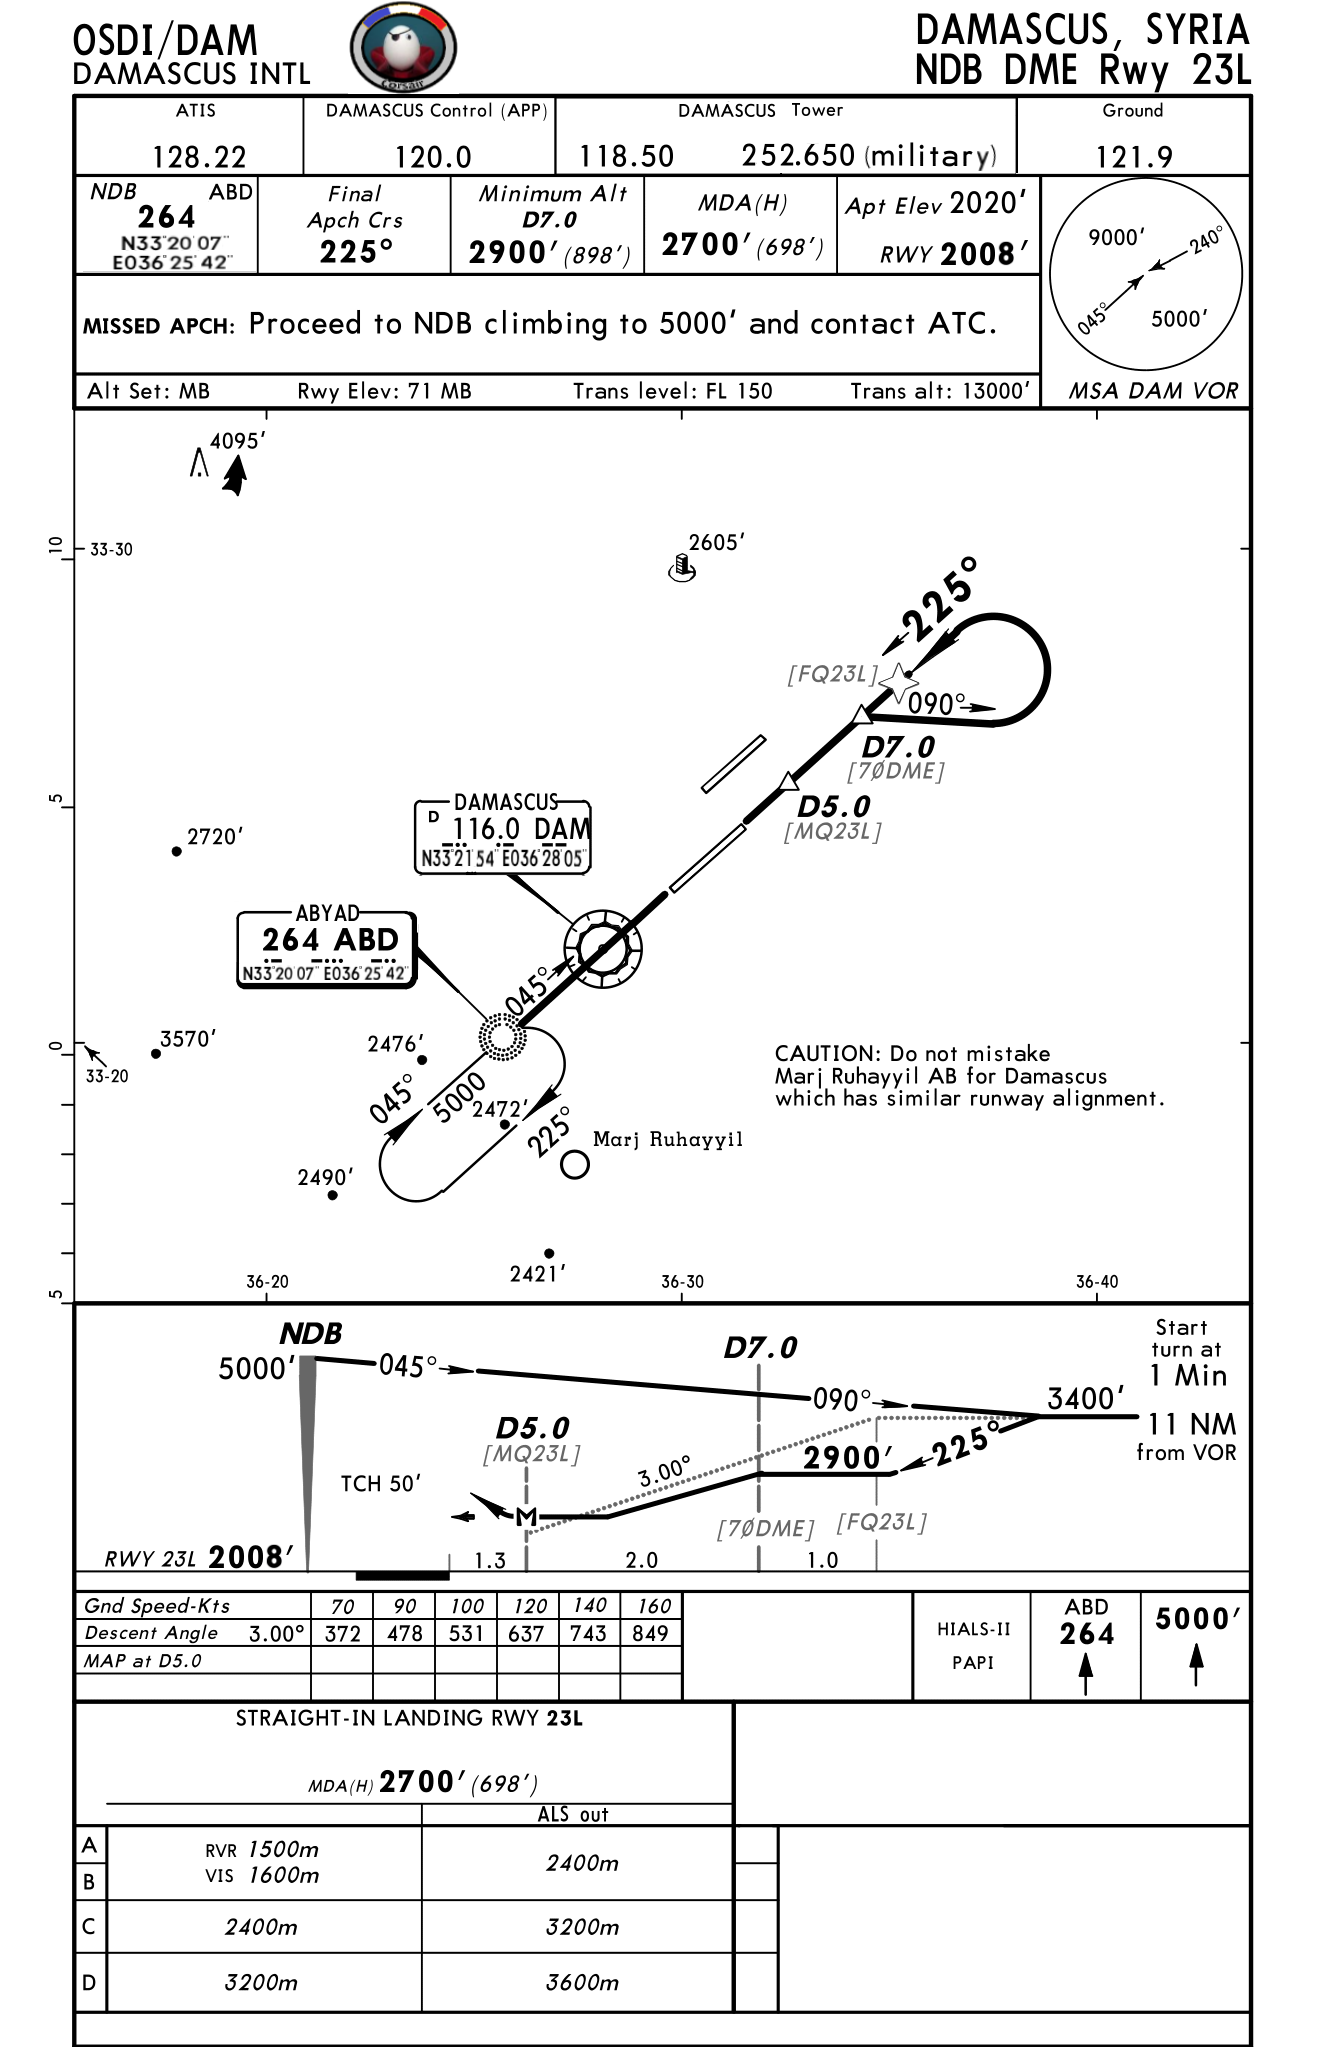 OSDI/DAM
DAMASCUS INTL
Corsair
DAMASCUS, SYRIA
NDB DME Rwy 23L
ATIS
128.22
DAMASCUS Control (APP)
120.0
DAMASCUS Tower
118.50 252.650 (military)
Ground
121.9
NDB ABD
264
N33°20'07"
E036°25'42"
Final
Apch Crs
225°
Minimum Alt
D7.0
2900' (898')
MDA(H)
2700' (698')
Apt Elev 2020'
RWY 2008'
9000'
240°
045°
5000'
MSA DAM VOR
MISSED APCH: Proceed to NDB climbing to 5000' and contact ATC.
Alt Set: MB Rwy Elev: 71 MB Trans level: FL 150 Trans alt: 13000'
4095'
10
33-30
2605'
225°
[FQ23L]
090°
D7.0
[7ØDME]
D5.0
[MQ23L]
5
2720'
DAMASCUS
D 116.0 DAM
N33°21'54" E036°28'05"
ABYAD
264 ABD
N33°20'07" E036°25'42"
045°
0
33-20
3570'
2476'
045°
5000
2472'
225°
Marj Ruhayyil
CAUTION: Do not mistake
Marj Ruhayyil AB for Damascus
which has similar runway alignment.
2490'
2421'
5
36-20
36-30
36-40
NDB
5000'
045°
D7.0
090°
3400'
Start
turn at
1 Min
11 NM
from VOR
D5.0
[MQ23L]
TCH 50'
3.00°
2900'
225°
M
[7ØDME]
[FQ23L]
RWY 23L 2008'
1.3
2.0
1.0
Gnd Speed-Kts 70 90 100 120 140 160
Descent Angle 3.00° 372 478 531 637 743 849
MAP at D5.0
HIALS-II
PAPI
ABD
264
5000'
STRAIGHT-IN LANDING RWY 23L
MDA(H) 2700' (698')
ALS out
A
B
RVR 1500m
VIS 1600m
2400m
C 2400m 3200m
D 3200m 3600m